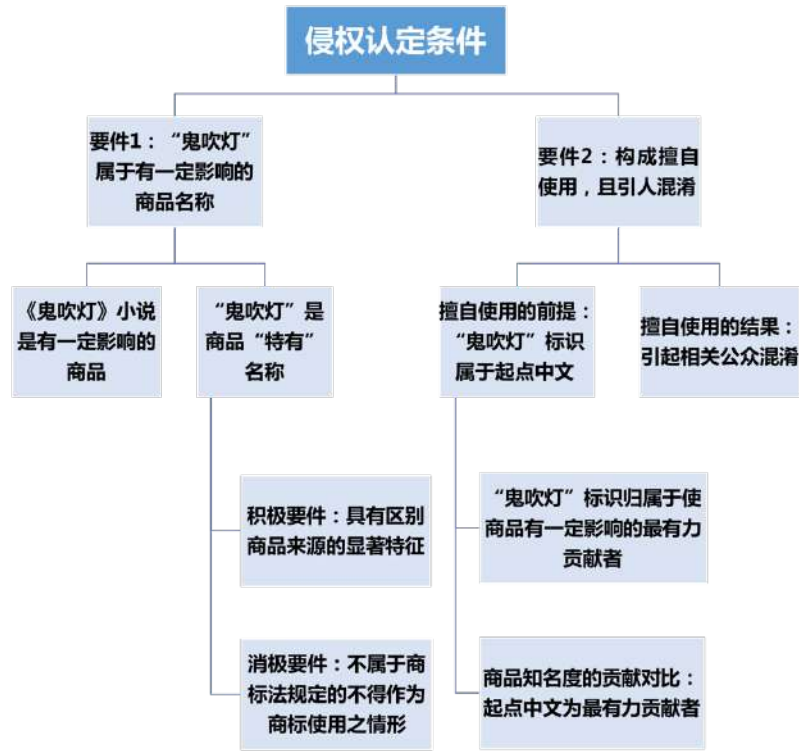 侵权认定条件
要件1：“鬼吹灯”
属于有一定影响的
商品名称
要件2：构成擅自
使用，且引人混淆
《鬼吹灯》小说
是有一定影响的
商品
“鬼吹灯”是
商品“特有”
名称
擅自使用的前提：
“鬼吹灯”标识
属于起点中文
擅自使用的结果：
引起相关公众混淆
积极要件：具有区别
商品来源的显著特征
消极要件：不属于商
标法规定的不得作为
商标使用之情形
“鬼吹灯”标识归属于使
商品有一定影响的最有力
贡献者
商品知名度的贡献对比：
起点中文为最有力贡献者